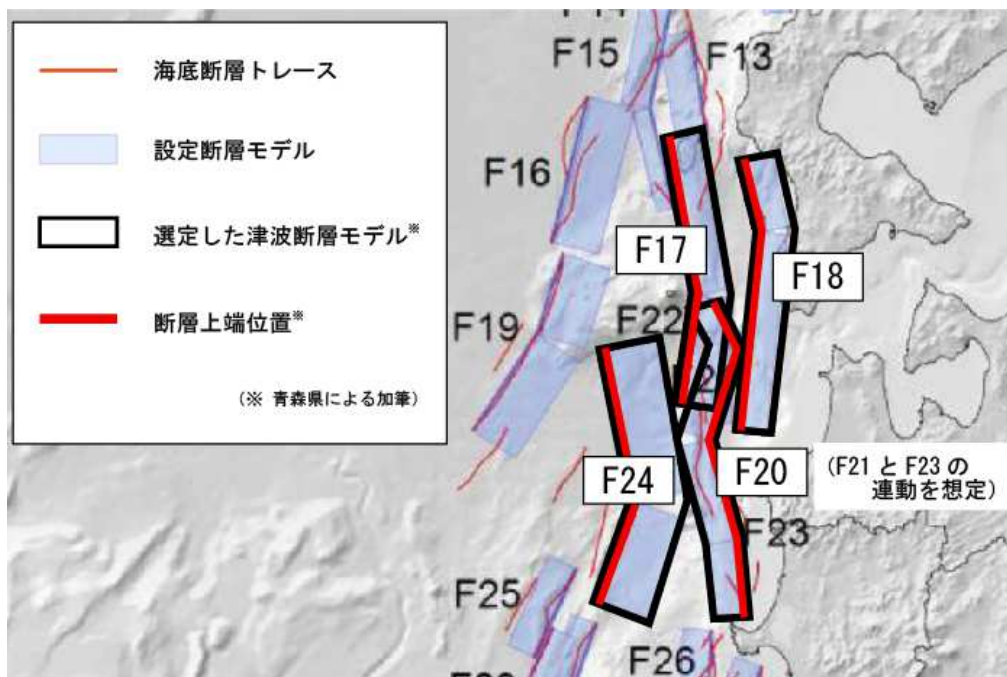 海底断層トレース
設定断層モデル
選定した津波断層モデル※
断層上端位置※
(※ 青森県による加筆)
F15
F13
F16
F17
F18
F19
F22
F24
F20
(F21 と F23 の
連動を想定)
F23
F25
F26